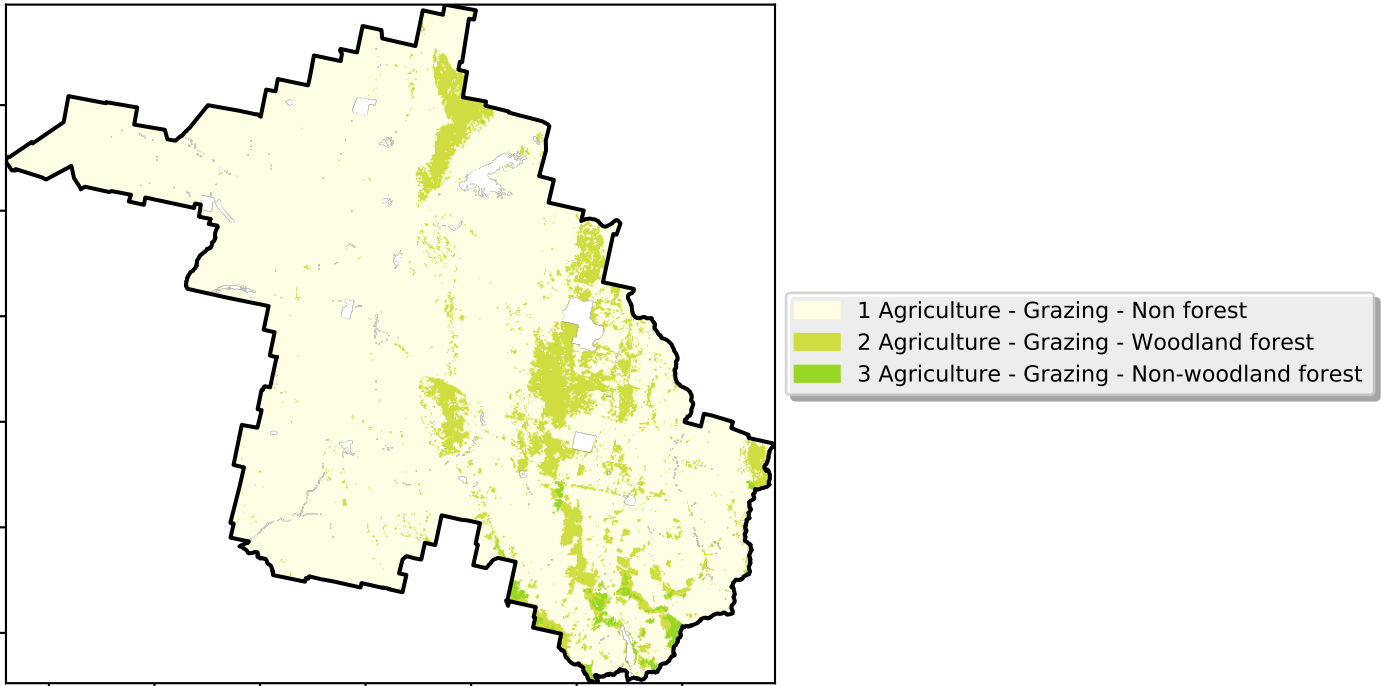 1 Agriculture - Grazing - Non forest
2 Agriculture - Grazing - Woodland forest
3 Agriculture - Grazing - Non-woodland forest